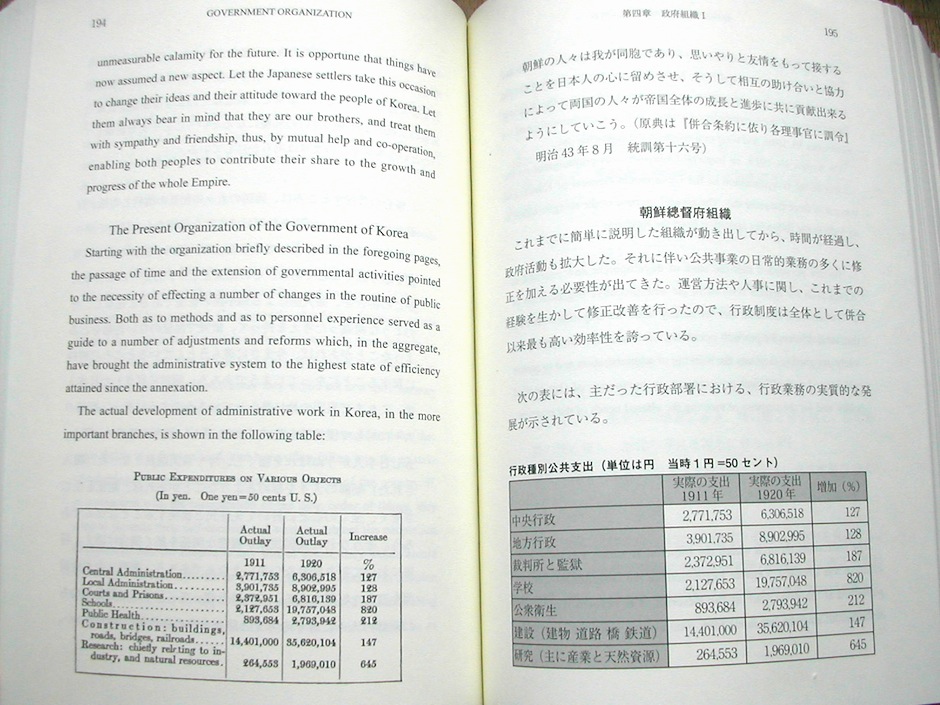 194
GOVERNMENT ORGANIZATION
unmeasurable calamity for the future. It is opportune that things have
now assumed a new aspect. Let the Japanese settlers take this occasion
to change their ideas and their attitude toward the people of Korea. Let
them always bear in mind that they are our brothers, and treat them
with sympathy and friendship, thus, by mutual help and co-operation,
enabling both peoples to contribute their share to the growth and
progress of the whole Empire.
The Present Organization of the Government of Korea
Starting with the organization briefly described in the foregoing pages,
the passage of time and the extension of governmental activities pointed
to the necessity of effecting a number of changes in the routine of public
business. Both as to methods and as to personnel experience served as a
guide to a number of adjustments and reforms which, in the aggregate,
have brought the administrative system to the highest state of efficiency
attained since the annexation.
The actual development of administrative work in Korea, in the more
important branches, is shown in the following table:
PUBLIC EXPENDITURES ON VARIOUS OBJECTS
(In yen. One yen=50 cents U. S.)
Actual Outlay Actual Outlay Increase
1911 1920 %
Central Administration........ 2,771,753 6,306,518 127
Local Administration......... 3,901,735 8,902,995 128
Courts and Prisons........... 2,372,951 6,816,139 187
Schools..................... 2,127,653 19,757,048 820
Public Health................ 893,684 2,793,942 212
Construction: buildings,
roads, bridges, railroads...... 14,401,000 35,620,104 147
Research: chiefly relating to in-
dustry, and natural resources. 264,553 1,969,010 645
第四章 政府組織 I
195
朝鮮の人々は我が同胞であり、思いやりと友情をもって接する
ことを日本人の心に留めさせ、そうして相互の助け合いと協力
によって両国の人々が帝国全体の成長と進歩に共に貢献出来る
ようにしていこう。（原典は『併合条約に依り各理事官に訓令』
明治 43 年 8 月 統訓第十六号）
朝鮮總督府組織
これまでに簡単に説明した組織が動き出してから、時間が経過し、
政府活動も拡大した。それに伴い公共事業の日常的業務の多くに修
正を加える必要性が出てきた。運営方法や人事に関し、これまでの
経験を生かして修正改善を行ったので、行政制度は全体として併合
以来最も高い効率性を誇っている。
次の表には、主だった行政部署における、行政業務の実質的な発
展が示されている。
行政種別公共支出（単位は円 当時 1 円=50 セント）
実際の支出 1911 年 実際の支出 1920 年 増加（%）
中央行政 2,771,753 6,306,518 127
地方行政 3,901,735 8,902,995 128
裁判所と監獄 2,372,951 6,816,139 187
学校 2,127,653 19,757,048 820
公衆衛生 893,684 2,793,942 212
建設（建物 道路 橋 鉄道） 14,401,000 35,620,104 147
研究（主に産業と天然資源） 264,553 1,969,010 645